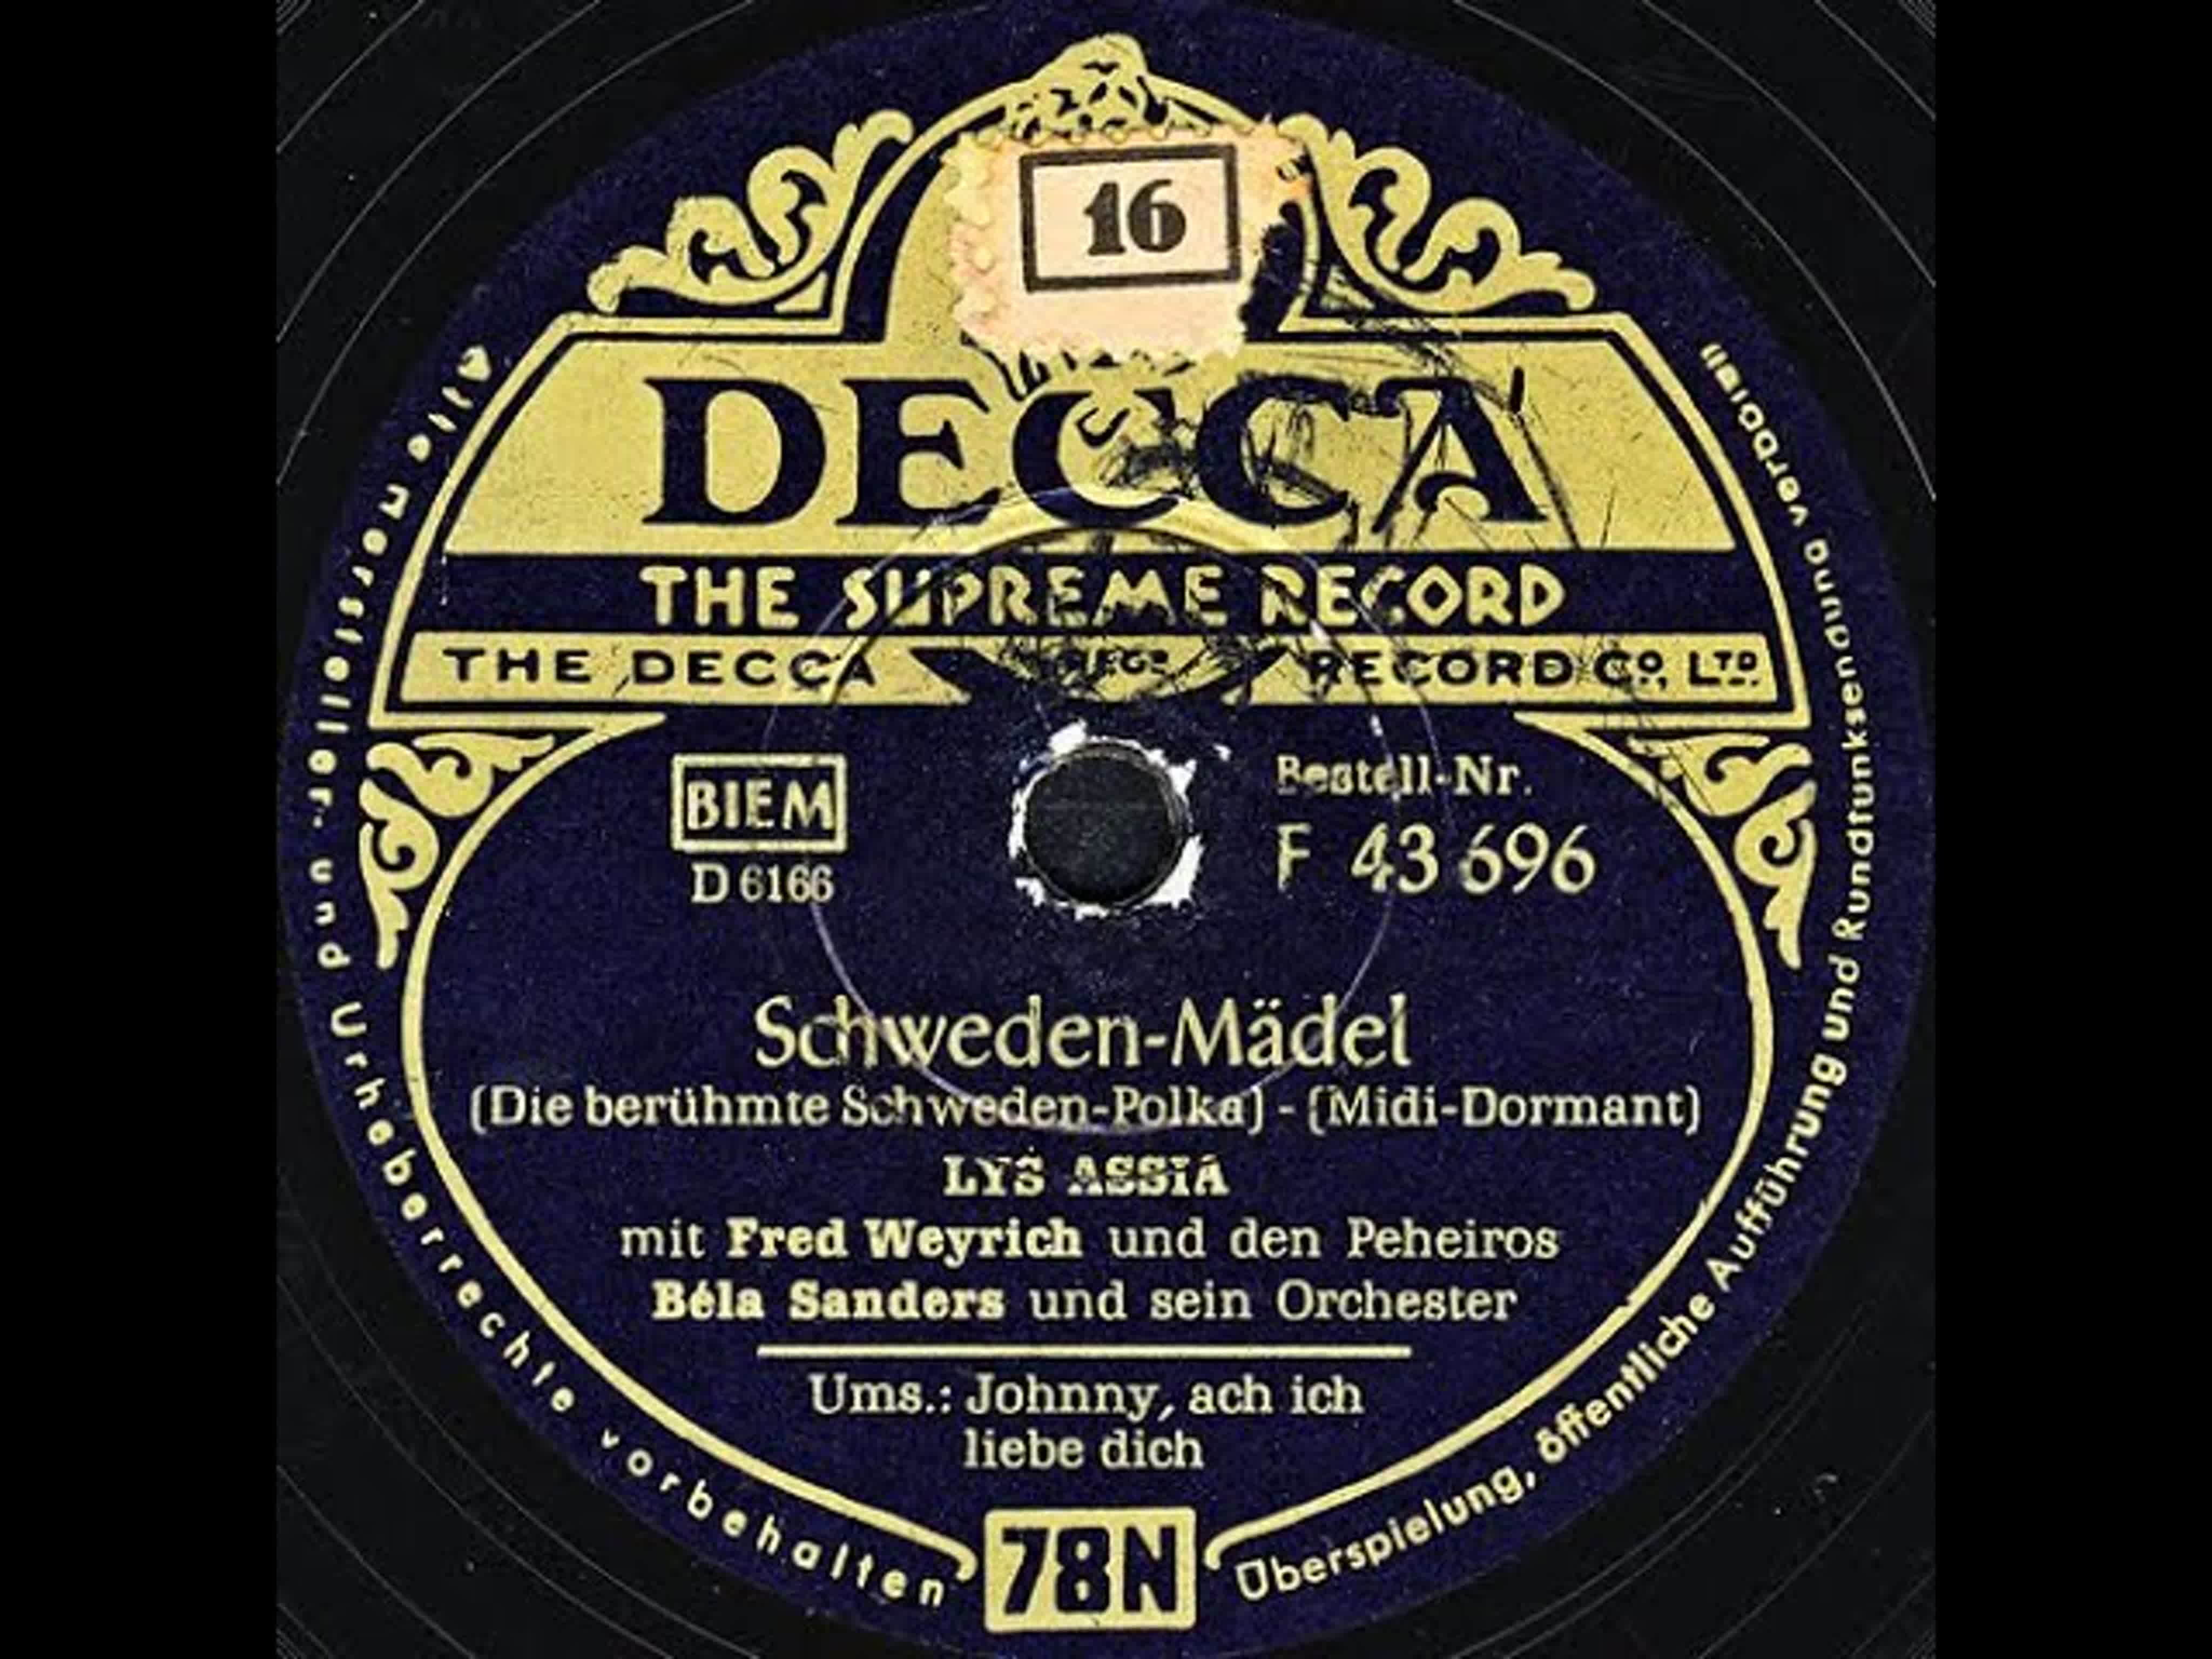 16
DECCA
THE SUPREME RECORD
THE DECCA REGD RECORD CO., LTD.
BIEM
D 6166
Bestell-Nr.
F 43 696
Schweden-Mädel
(Die berühmte Schweden-Polka) - (Midi-Dormant)
LYS ASSIA
mit Fred Weyrich und den Peheiros
Béla Sanders und sein Orchester
Ums.: Johnny, ach ich
liebe dich
78N
Alle Hersteller- und Urheberrechte vorbehalten
Überspielung, öffentliche Aufführung und Rundfunksendung verboten